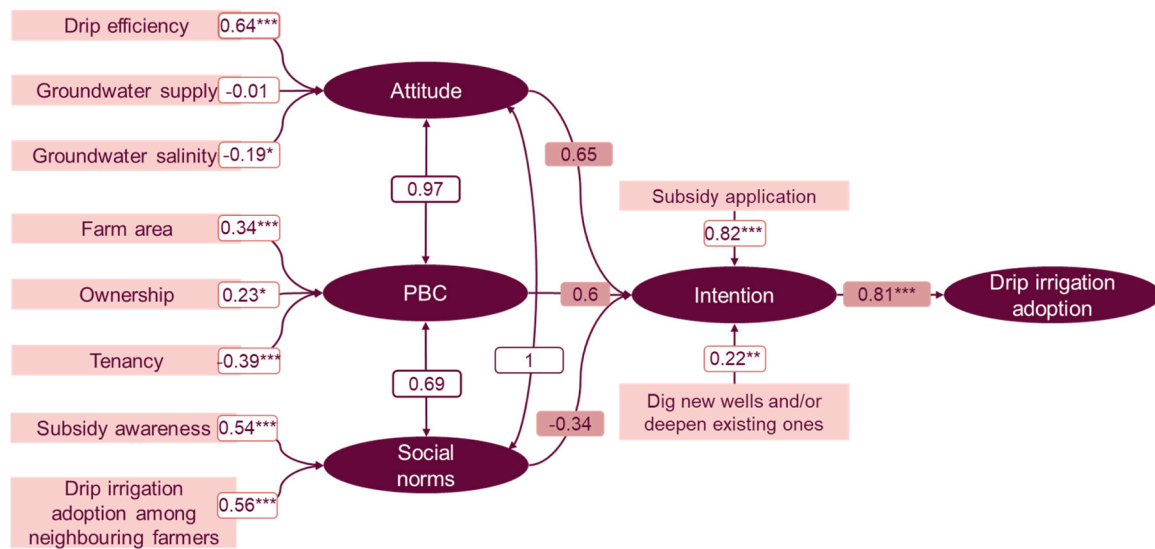 Drip efficiency
0.64***
Groundwater supply
-0.01
Groundwater salinity
-0.19*
Attitude
0.65
0.97
Farm area
0.34***
Ownership
0.23*
Tenancy
-0.39***
PBC
0.6
0.69
1
Subsidy awareness
0.54***
Drip irrigation
adoption among
neighbouring farmers
0.56***
Social
norms
-0.34
Subsidy application
0.82***
Intention
0.81***
Drip irrigation
adoption
0.22**
Dig new wells and/or
deepen existing ones